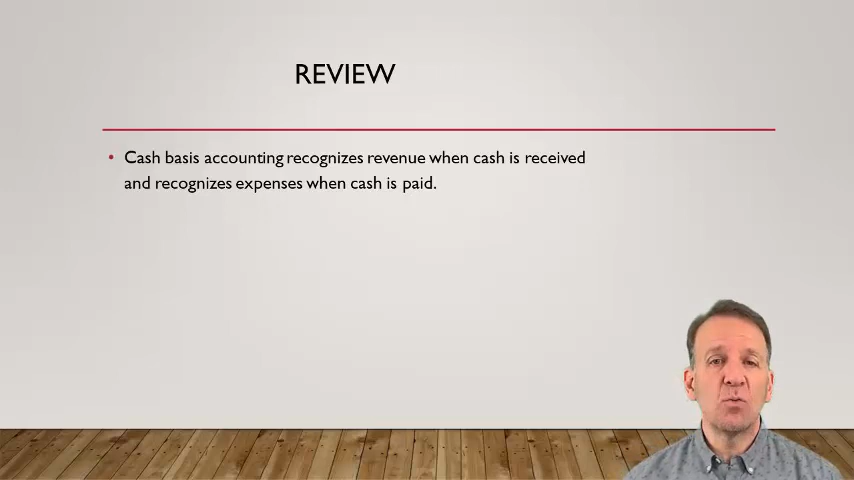 REVIEW
• Cash basis accounting recognizes revenue when cash is received
and recognizes expenses when cash is paid.